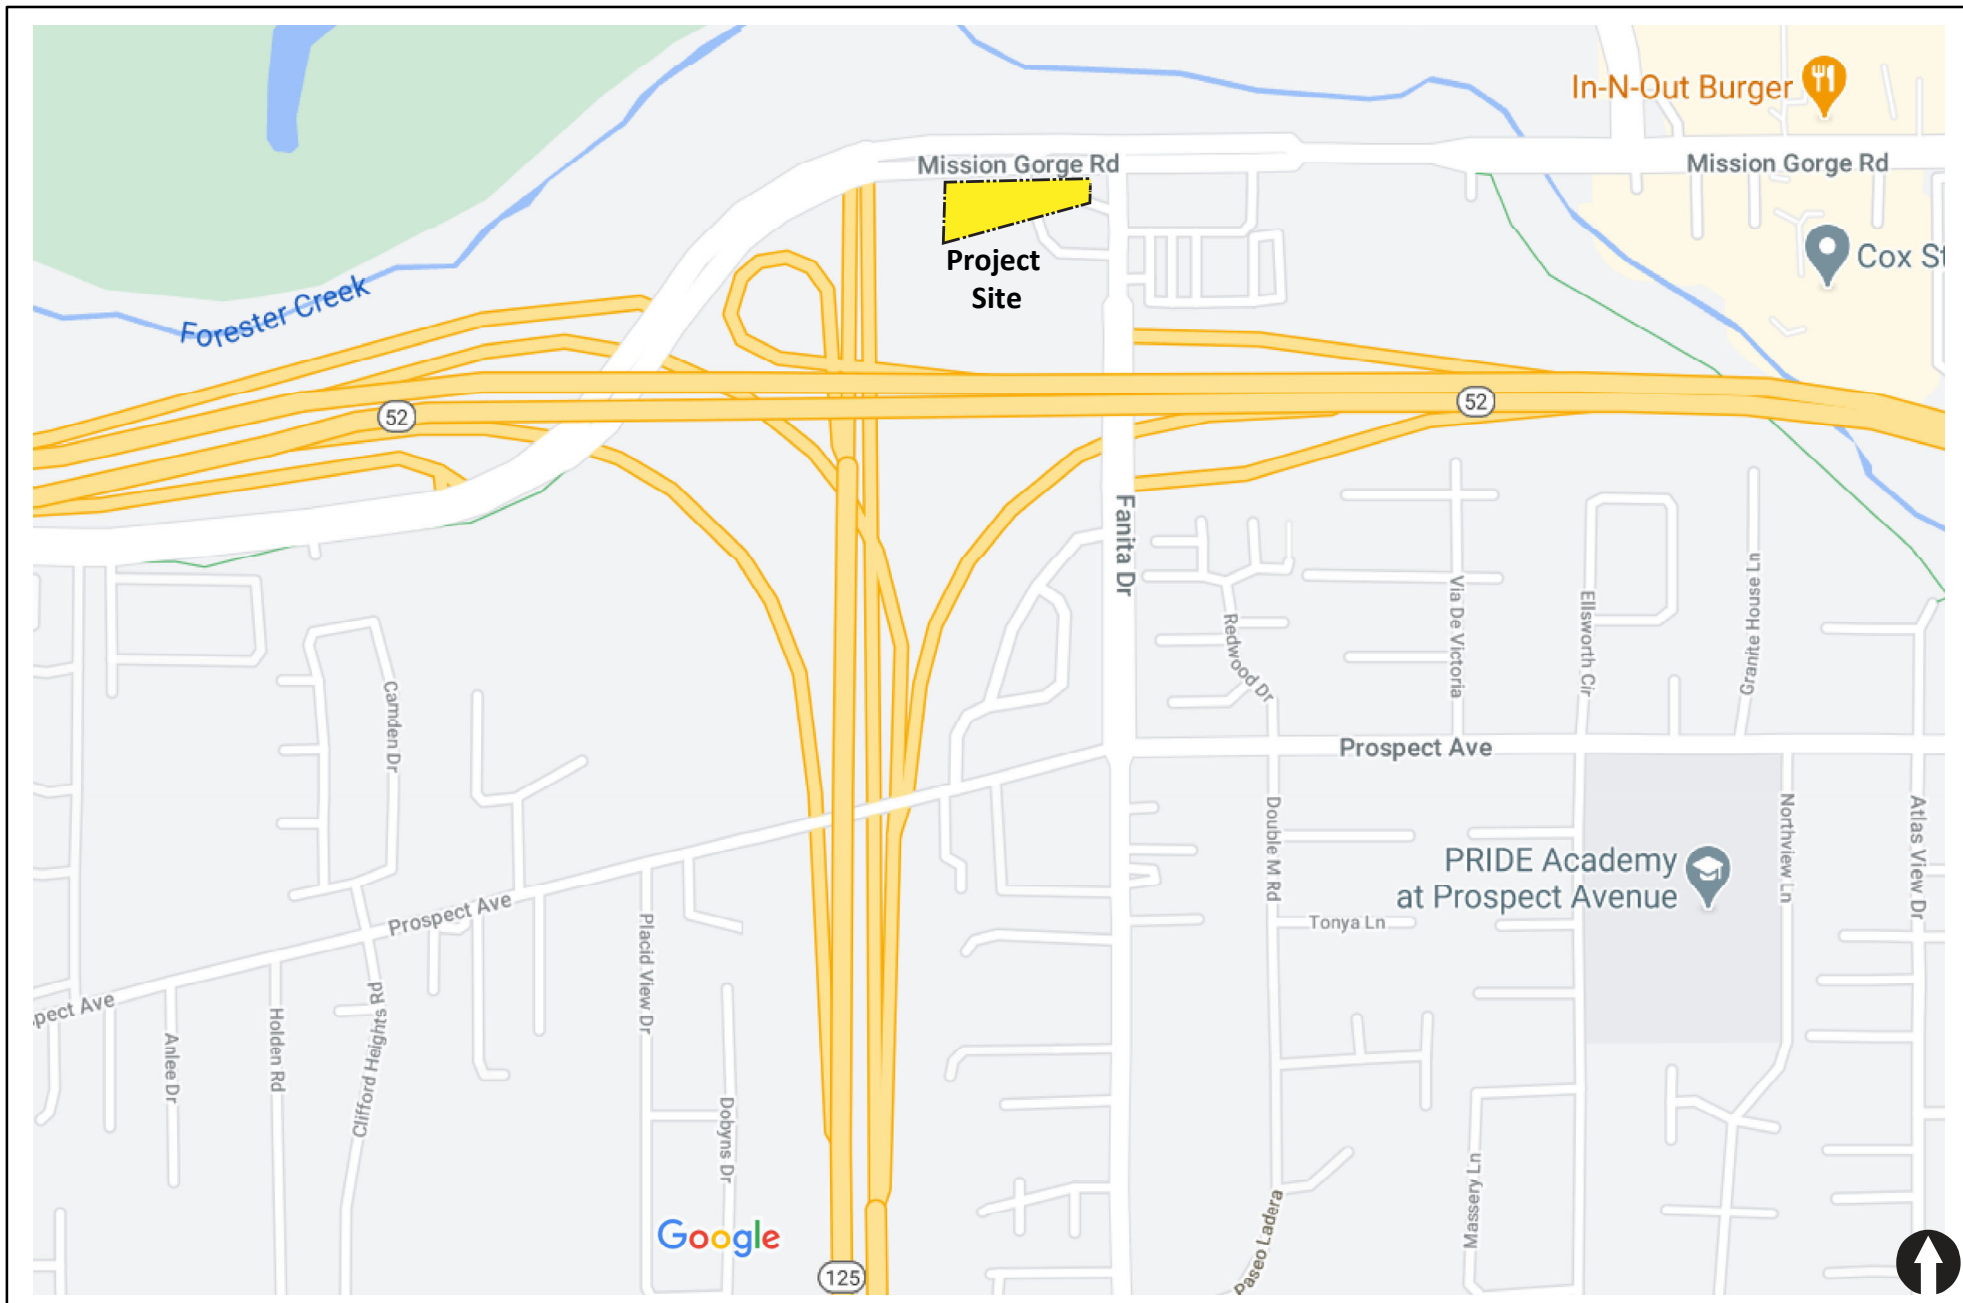 In-N-Out Burger
Mission Gorge Rd
Mission Gorge Rd
Project
Site
Cox St
Forester Creek
52
52
Fanita Dr
Via De Victoria
Ellsworth Cir
Granite House Ln
Redwood Dr
Camden Dr
Prospect Ave
Double M Rd
Northview Ln
Atlas View Dr
PRIDE Academy
at Prospect Avenue
Prospect Ave
Placid View Dr
Tonya Ln
spect Ave
Anlee Dr
Holden Rd
Clifford Heights Rd
Dobyns Dr
Massery Ln
Paseo Ladera
Google
125